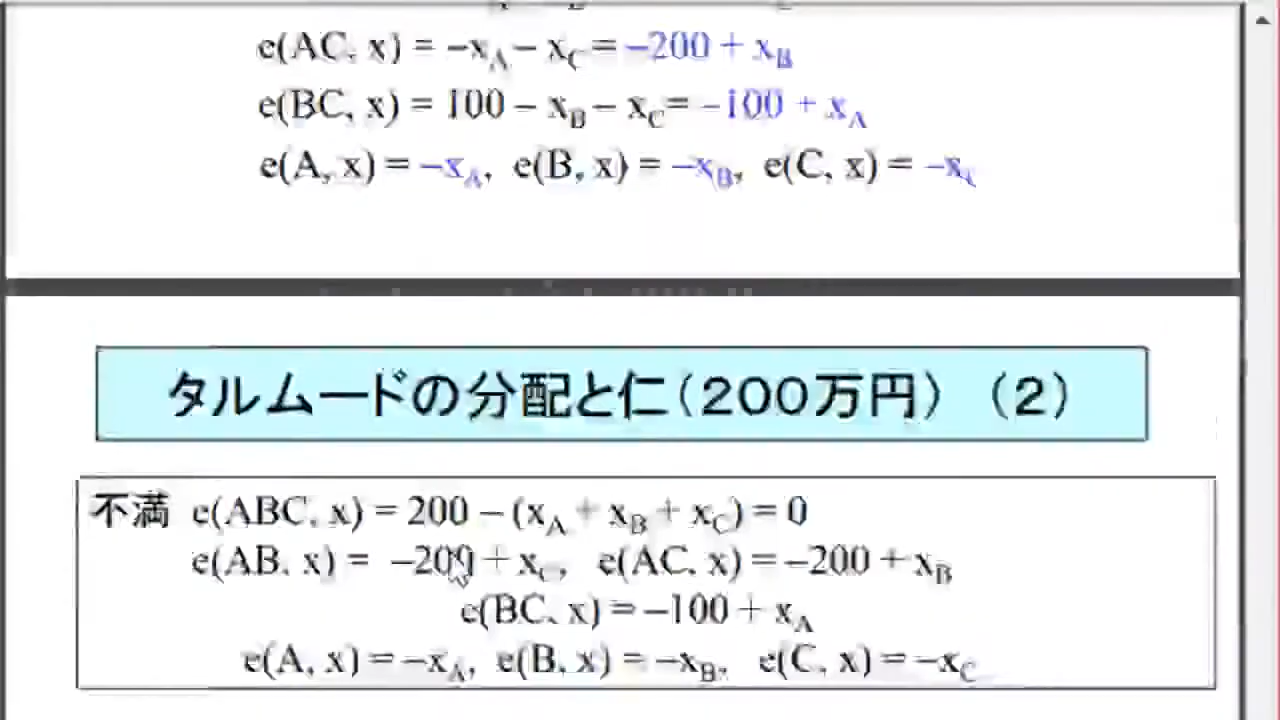 e(AC, x) = −x_A − x_C = −200 + x_B
e(BC, x) = 100 − x_B − x_C = −100 + x_A
e(A, x) = −x_A, e(B, x) = −x_B, e(C, x) = −x_C
タルムードの分配と仁（２００万円）（２）
不満 e(ABC, x) = 200 − (x_A + x_B + x_C) = 0
e(AB, x) = −200 + x_C, e(AC, x) = −200 + x_B
e(BC, x) = −100 + x_A
e(A, x) = −x_A, e(B, x) = −x_B, e(C, x) = −x_C